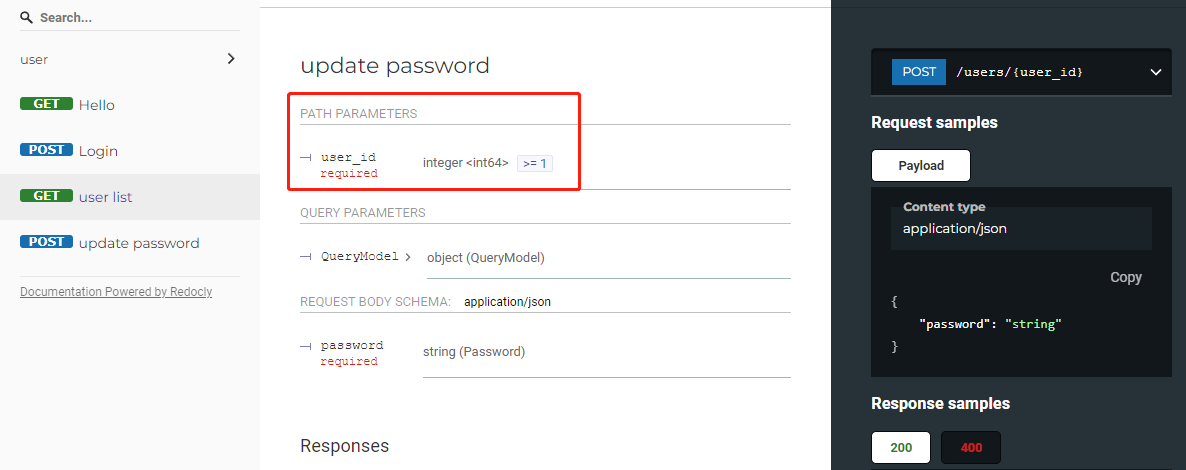 Search...
user
GET Hello
POST Login
GET user list
POST update password
Documentation Powered by Redocly
update password
PATH PARAMETERS
user_id
required
integer <int64> >= 1
QUERY PARAMETERS
QueryModel
object (QueryModel)
REQUEST BODY SCHEMA: application/json
password
required
string (Password)
Responses
POST /users/{user_id}
Request samples
Payload
Content type
application/json
Copy
{
"password": "string"
}
Response samples
200 400